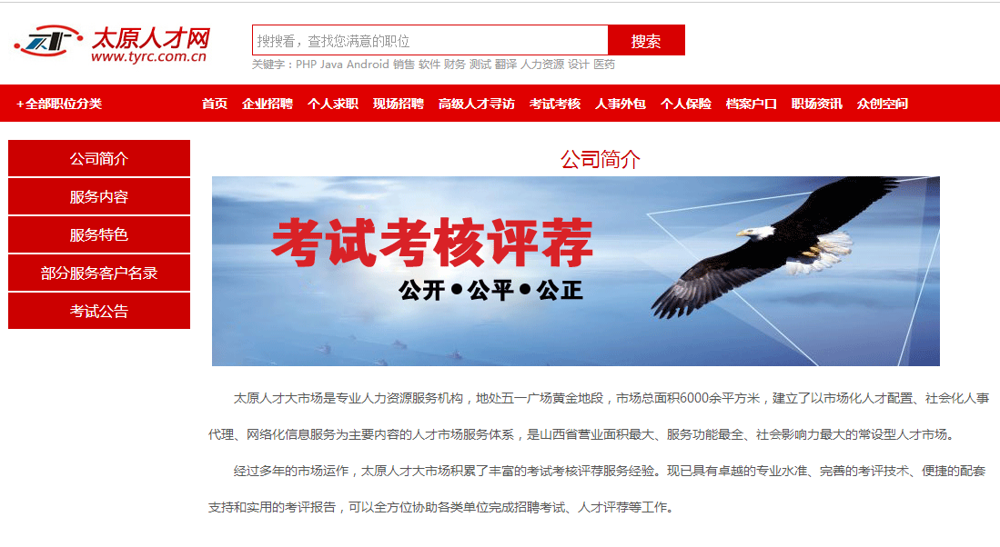 太原人才网
www.tyrc.com.cn
搜搜看，查找您满意的职位
搜索
关键字：PHP Java Android 销售 软件 财务 测试 翻译 人力资源 设计 医药
+全部职位分类 首页 企业招聘 个人求职 现场招聘 高级人才寻访 考试考核 人事外包 个人保险 档案户口 职场资讯 众创空间
公司简介
服务内容
服务特色
部分服务客户名录
考试公告
公司简介
考试考核评荐
公开●公平●公正
太原人才大市场是专业人力资源服务机构，地处五一广场黄金地段，市场总面积6000余平方米，建立了以市场化人才配置、社会化人事
代理、网络化信息服务为主要内容的人才市场服务体系，是山西省营业面积最大、服务功能最全、社会影响力最大的常设型人才市场。
经过多年的市场运作，太原人才大市场积累了丰富的考试考核评荐服务经验。现已具有卓越的专业水准、完善的考评技术、便捷的配套
支持和实用的考评报告，可以全方位协助各类单位完成招聘考试、人才评荐等工作。